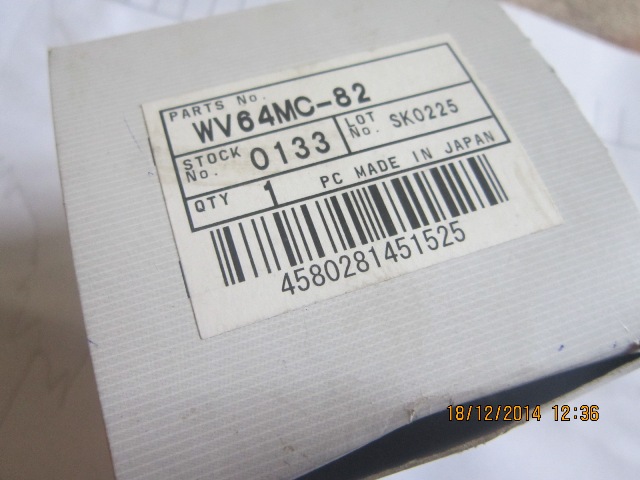 PARTS No.
WV64MC-82
STOCK No. 0133 LOT No. SK0225
QTY 1 PC MADE IN JAPAN
4580281451525
18/12/2014 12:36